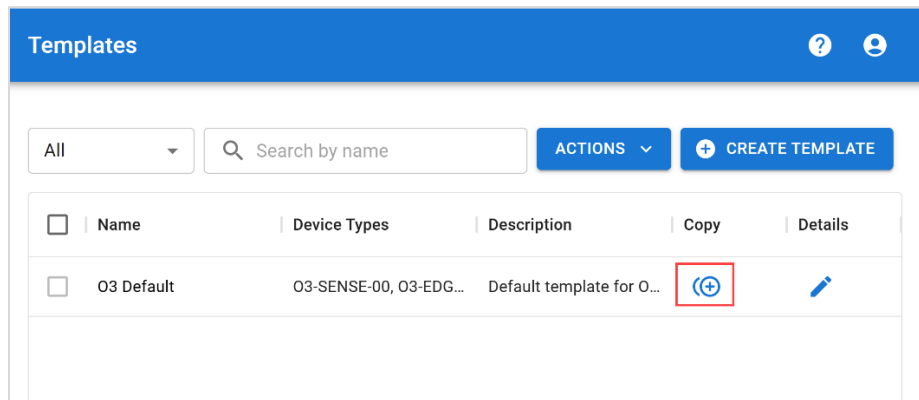 Templates
All
Search by name
ACTIONS
CREATE TEMPLATE
Name
Device Types
Description
Copy
Details
O3 Default
O3-SENSE-00, O3-EDG...
Default template for O...